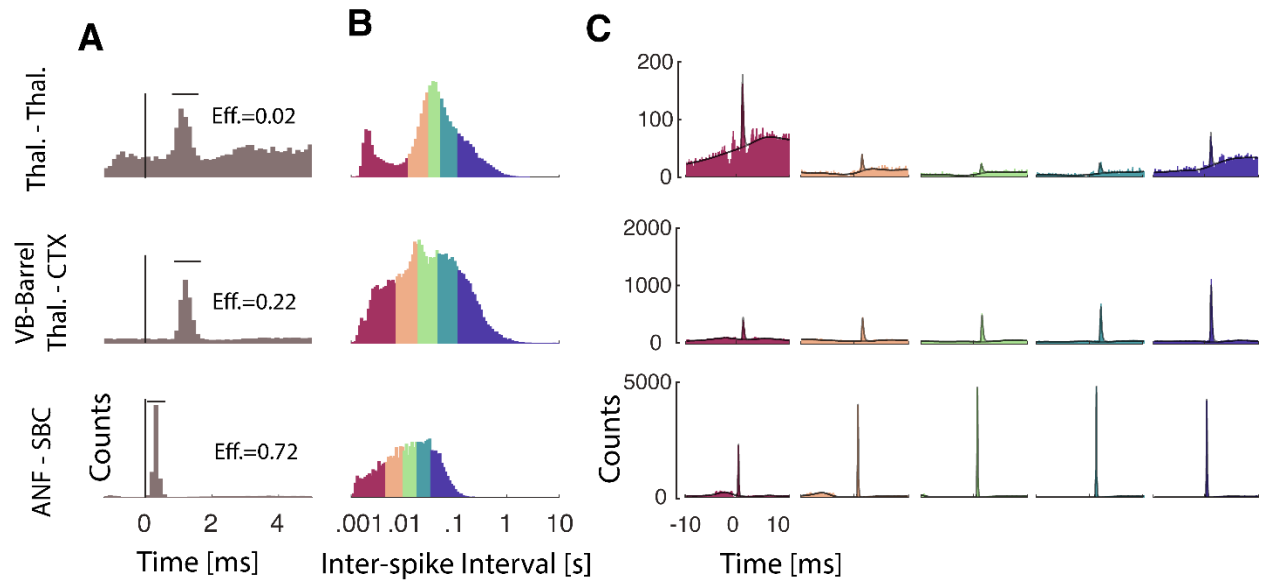 A
B
C
Thal. - Thal.
Eff.=0.02
200
100
0
VB-Barrel
Thal. - CTX
Eff.=0.22
2000
1000
0
ANF - SBC
Counts
Eff.=0.72
Counts
5000
0
0 2 4
.001 .01 .1 1 10
-10 0 10
Time [ms]
Inter-spike Interval [s]
Time [ms]